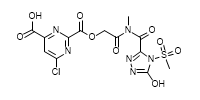 O O O
OH N O N S O
N O N O
Cl N N
OH